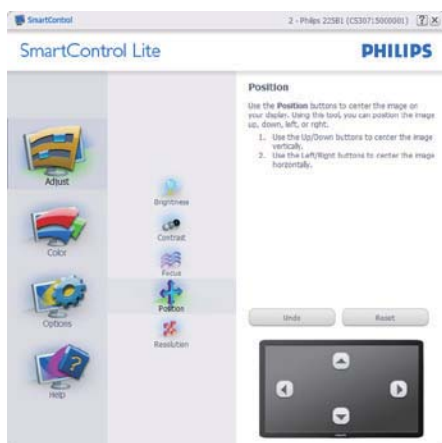 SmartControl
2 - Philips 225B1 (CS30715000001)
SmartControl Lite
PHILIPS
Adjust
Color
Options
Help
Brightness
Contrast
Focus
Position
Resolution
Position
Use the Position buttons to center the image on
your display. Using this tool, you can position the image
up, down, left, or right.
1. Use the Up/Down buttons to center the image
vertically.
2. Use the Left/Right buttons to center the image
horizontally.
Undo
Reset